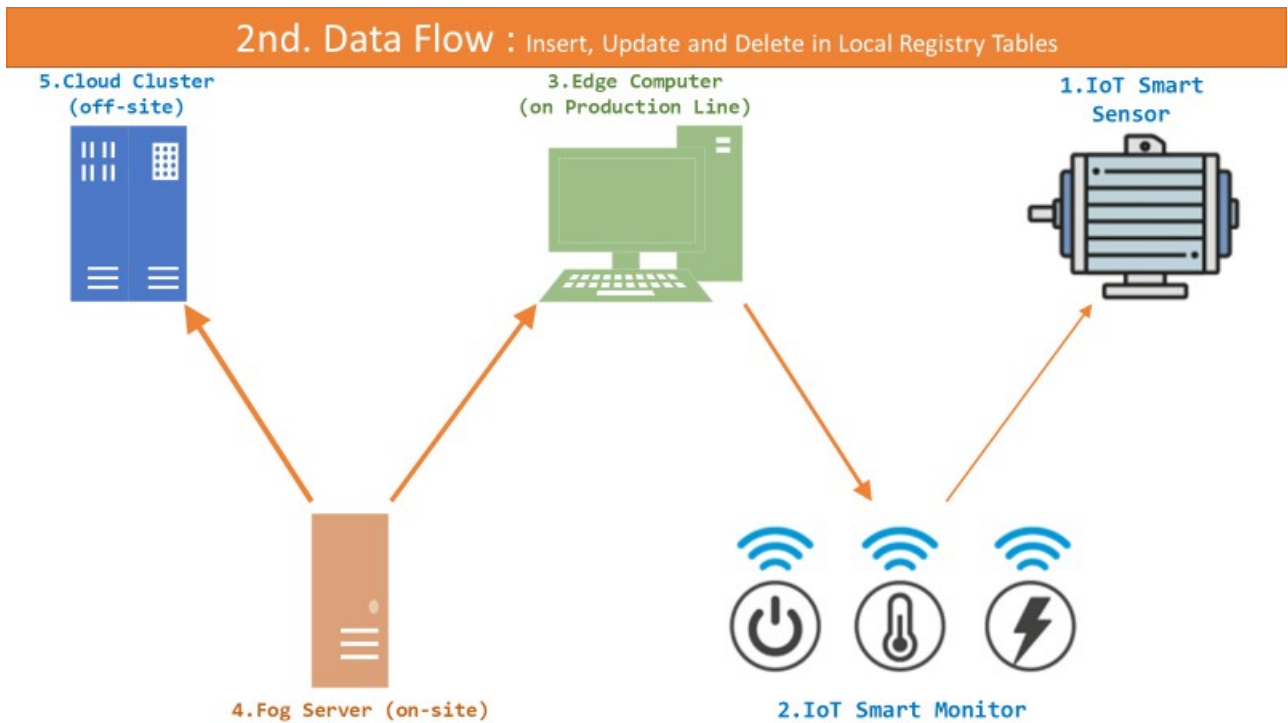 2nd. Data Flow : Insert, Update and Delete in Local Registry Tables
5.Cloud Cluster
(off-site)
3.Edge Computer
(on Production Line)
1.IoT Smart
Sensor
4.Fog Server (on-site)
2.IoT Smart Monitor